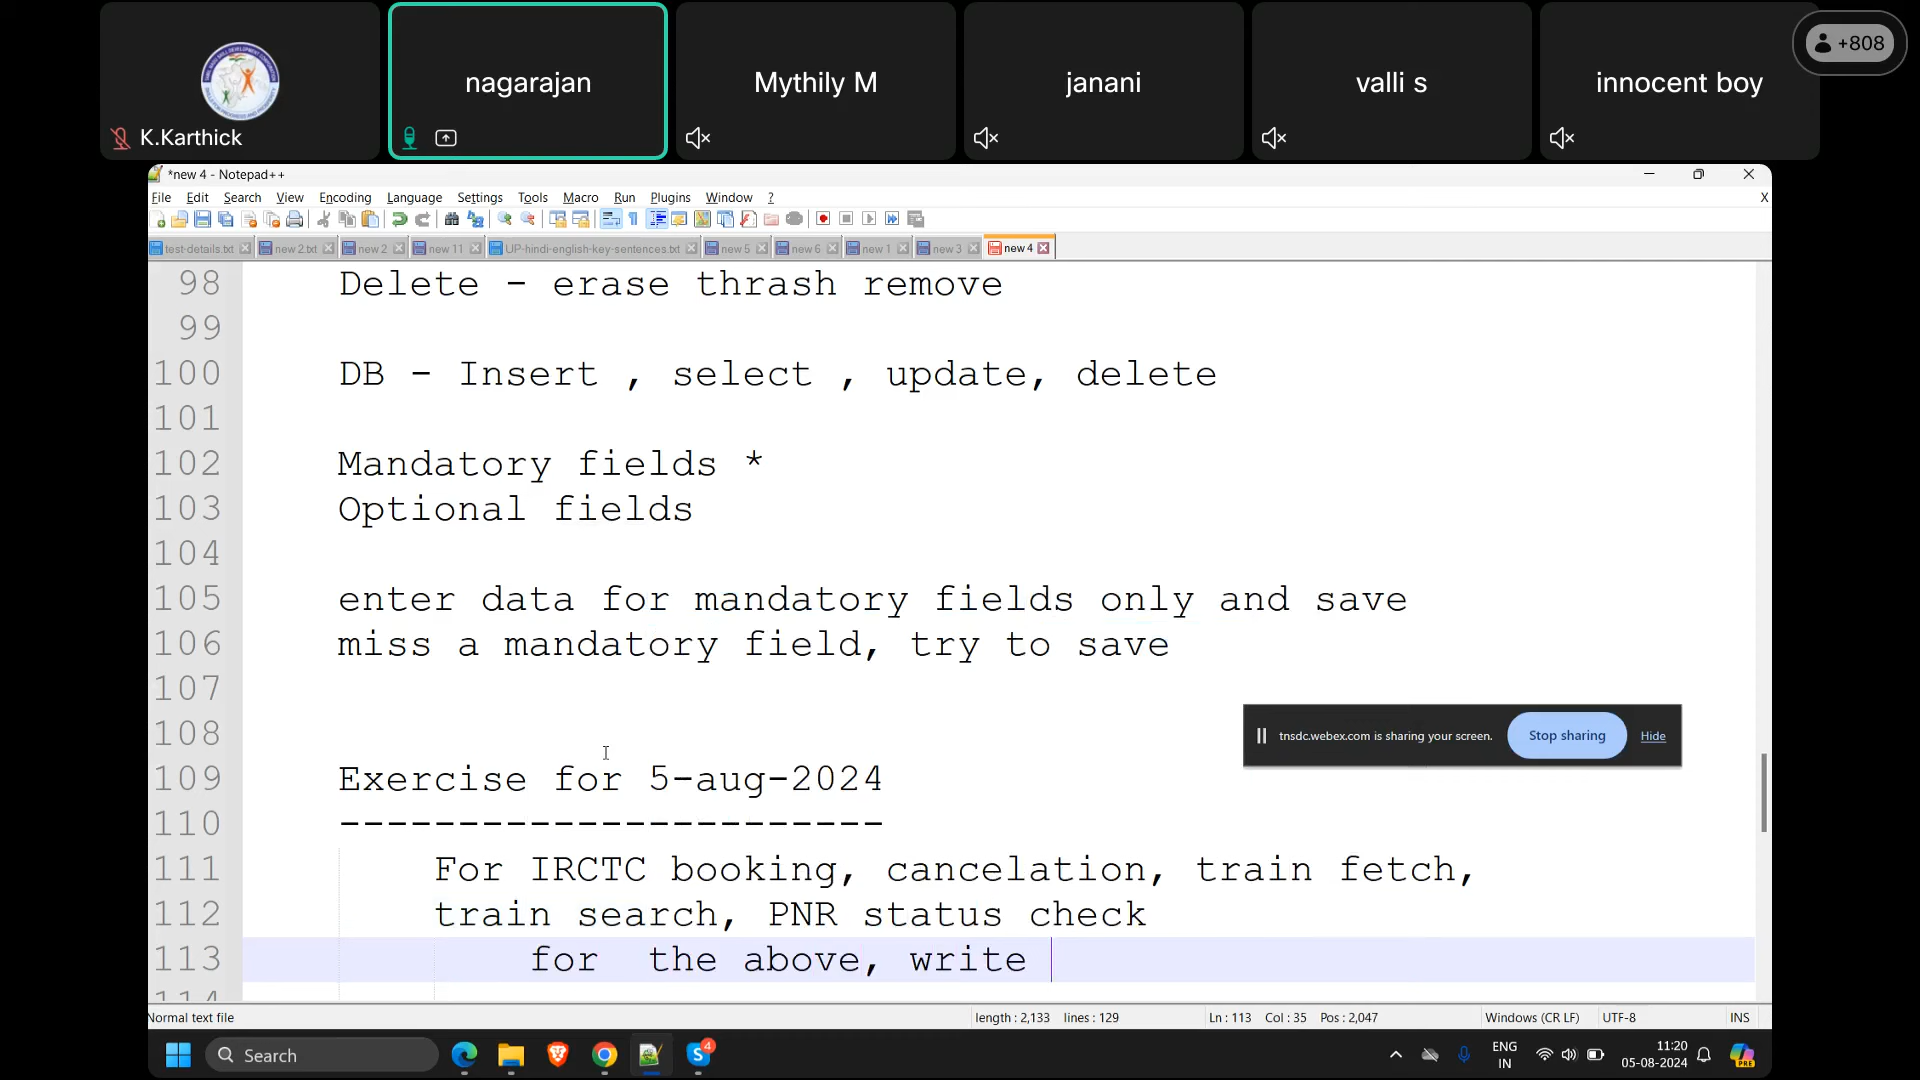 +808
K.Karthick
nagarajan
Mythily M
janani
valli s
innocent boy
*new 4 - Notepad++
File Edit Search View Encoding Language Settings Tools Macro Run Plugins Window ?
X
test-details.txt new 2.txt new 2 new 11 UP-hindi-english-key-sentences.txt new 5 new 6 new 1 new 3 new 4
98 Delete - erase thrash remove
99
100 DB - Insert , select , update, delete
101
102 Mandatory fields *
103 Optional fields
104
105 enter data for mandatory fields only and save
106 miss a mandatory field, try to save
107
tnsdc.webex.com is sharing your screen. Stop sharing Hide
108
109 Exercise for 5-aug-2024
110 -----------------------
111 For IRCTC booking, cancelation, train fetch,
112 train search, PNR status check
113 for  the above, write
114
Normal text file length : 2,133 lines : 129 Ln : 113 Col : 35 Pos : 2,047 Windows (CR LF) UTF-8 INS
Search
4
ENG
IN
11:20
05-08-2024
PRE